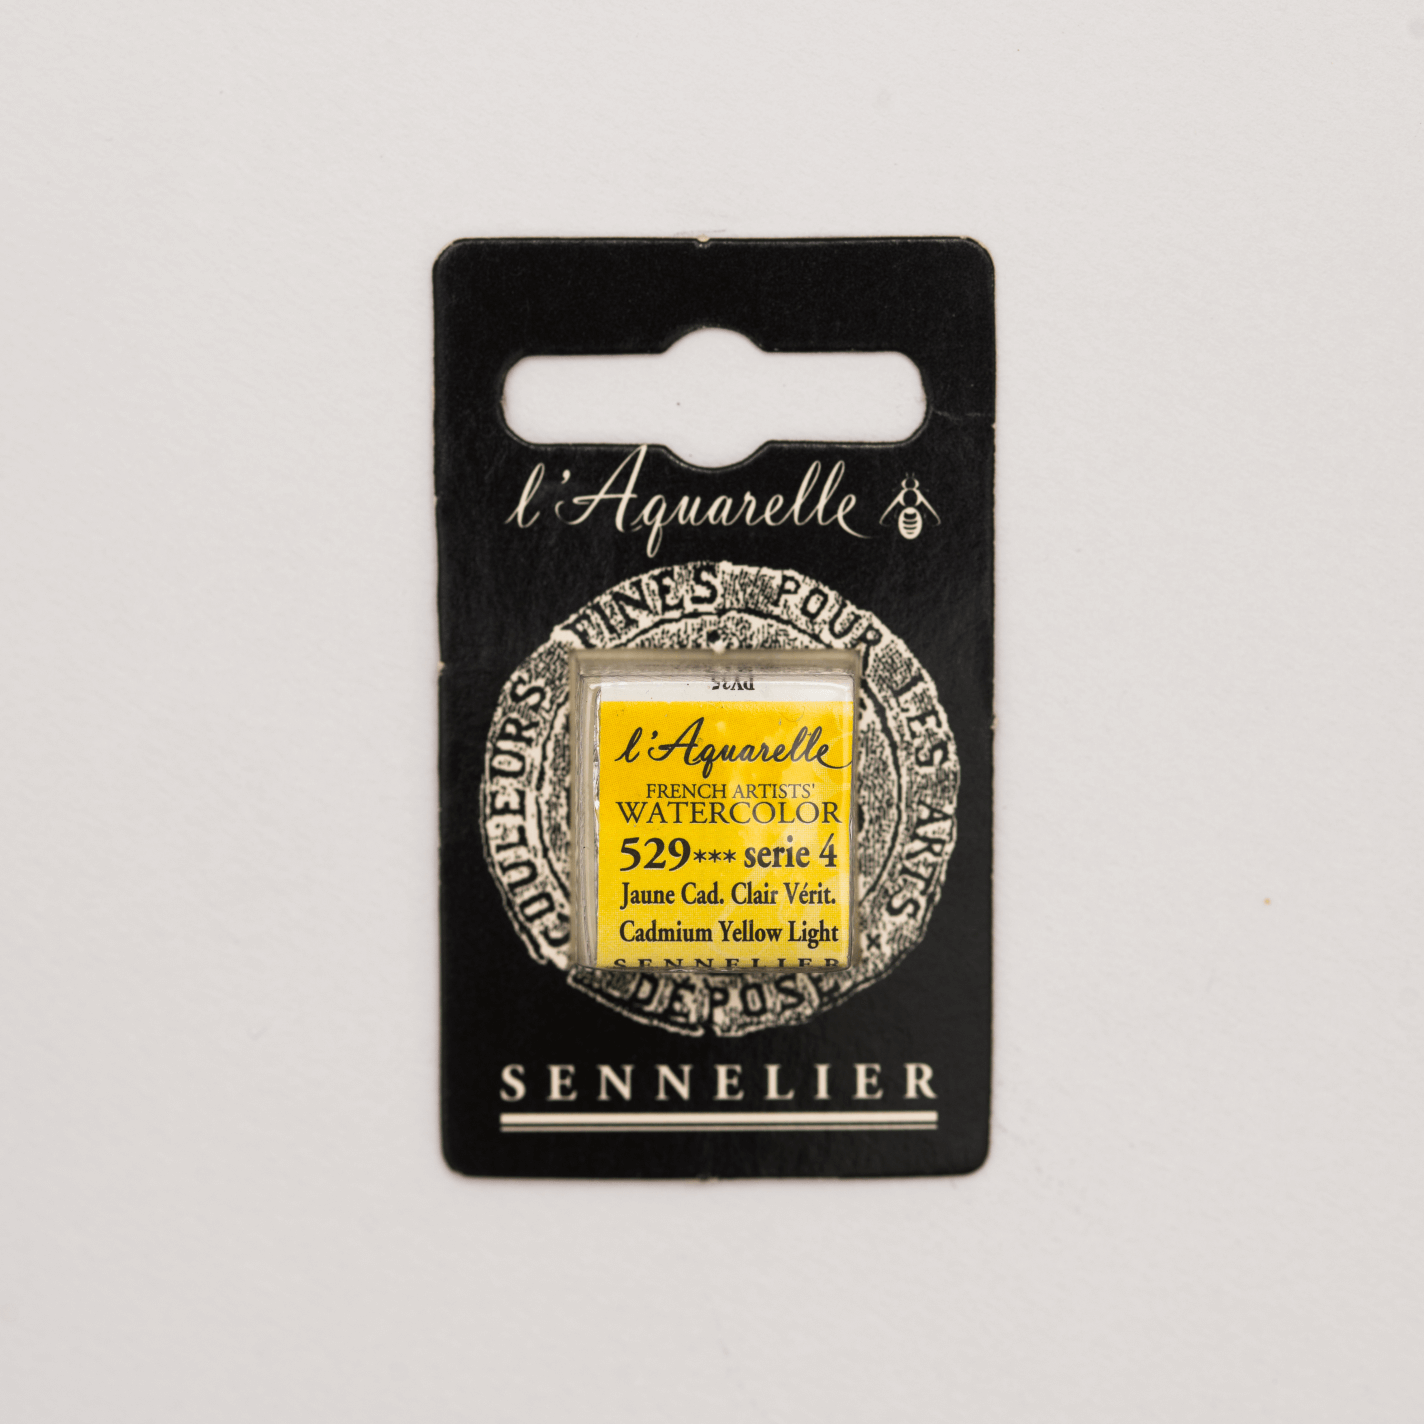 l'Aquarelle
COULEURS FINES POUR LES ARTS
PY35
l'Aquarelle
FRENCH ARTISTS'
WATERCOLOR
529*** serie 4
Jaune Cad. Clair Vérit.
Cadmium Yellow Light
SENNELIER
DÉPOSÉ
SENNELIER